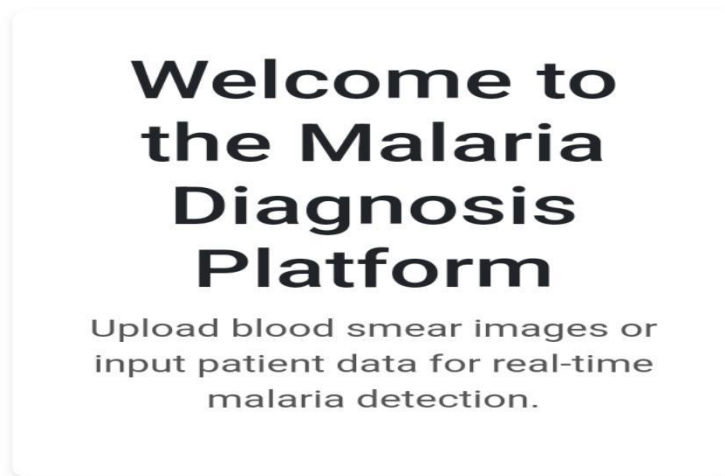 Welcome to
the Malaria
Diagnosis
Platform
Upload blood smear images or
input patient data for real-time
malaria detection.